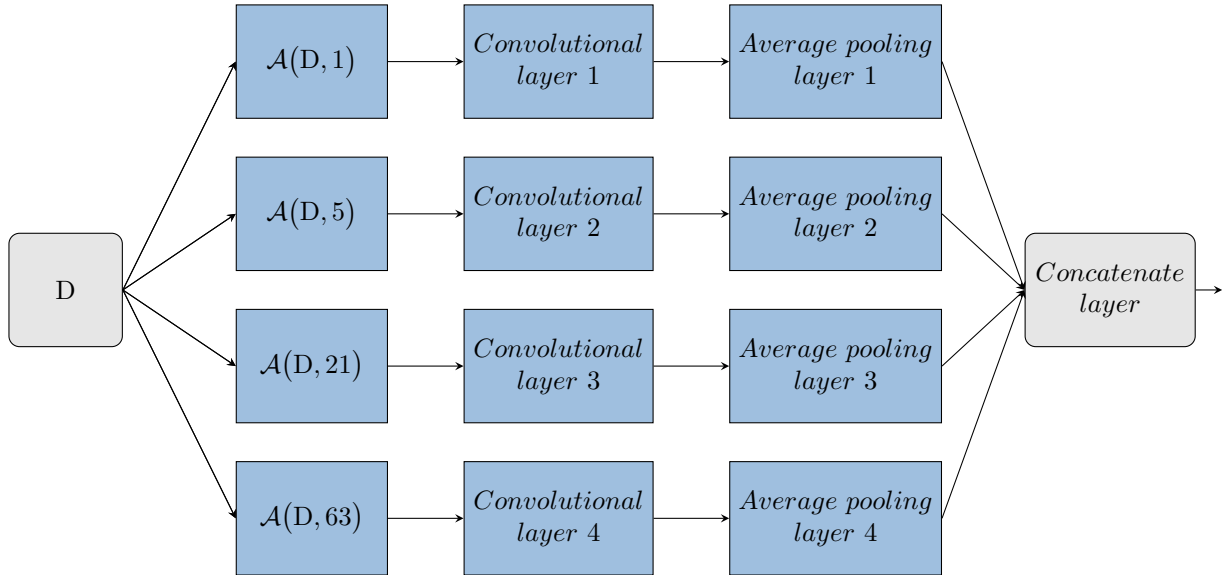 D
𝒜(D, 1)
Convolutional
layer 1
Average pooling
layer 1
𝒜(D, 5)
Convolutional
layer 2
Average pooling
layer 2
𝒜(D, 21)
Convolutional
layer 3
Average pooling
layer 3
𝒜(D, 63)
Convolutional
layer 4
Average pooling
layer 4
Concatenate
layer